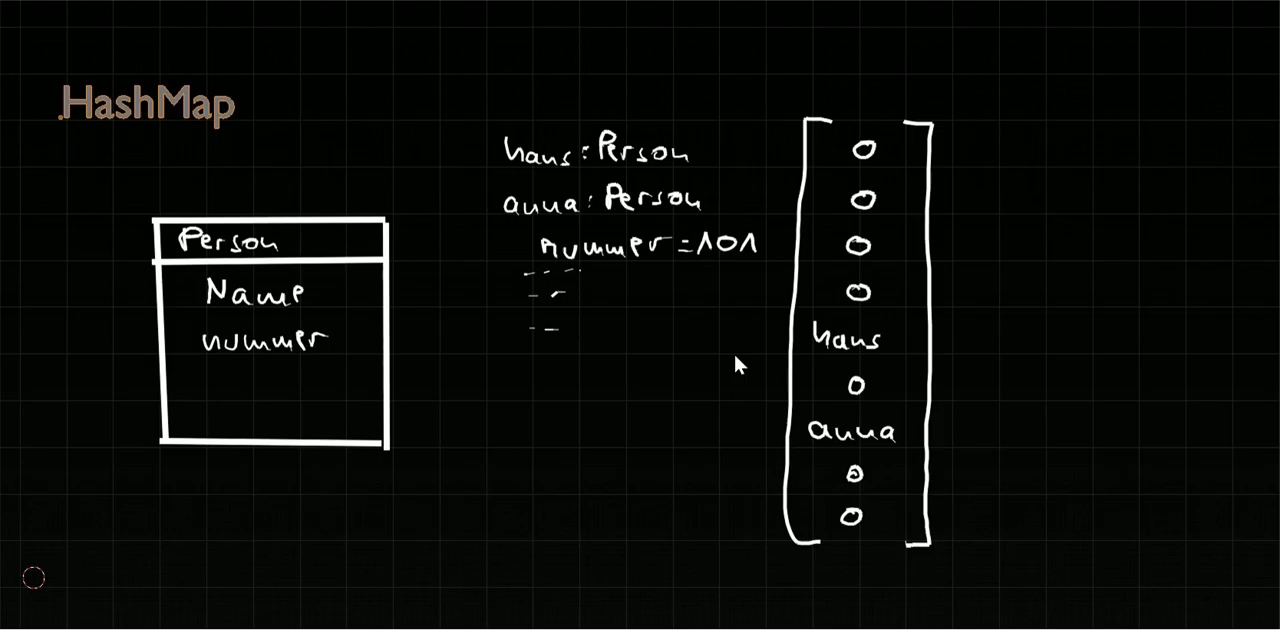 HashMap
Person
Name
nummer
hans : Person
anna : Person
nummer = 101
0
0
0
0
hans
0
anna
0
0